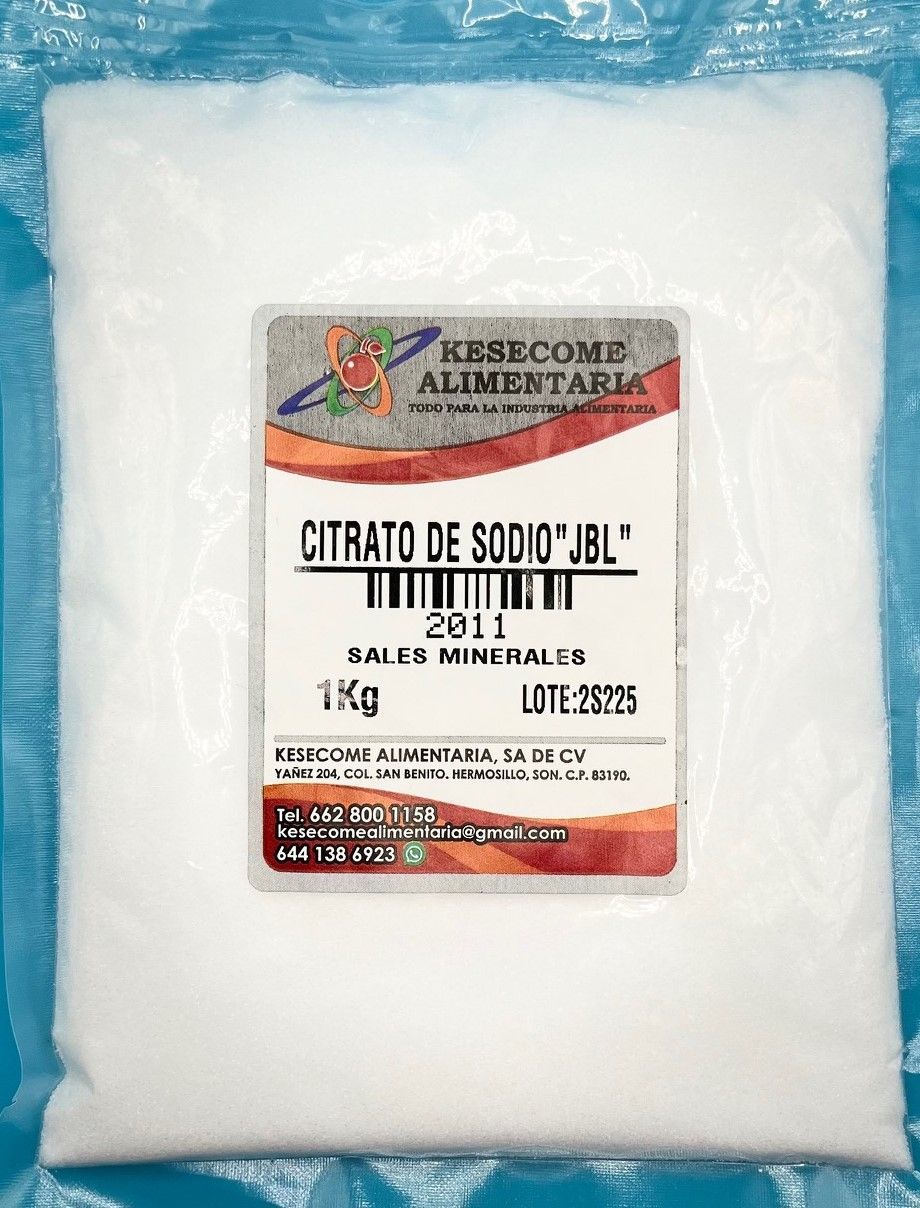 KESECOME
ALIMENTARIA
TODO PARA LA INDUSTRIA ALIMENTARIA
CITRATO DE SODIO"JBL"
2011
SALES MINERALES
1Kg LOTE:2S225
KESECOME ALIMENTARIA, SA DE CV
YAÑEZ 204, COL. SAN BENITO. HERMOSILLO, SON. C.P. 83190.
Tel. 662 800 1158
kesecomealimentaria@gmail.com
644 138 6923